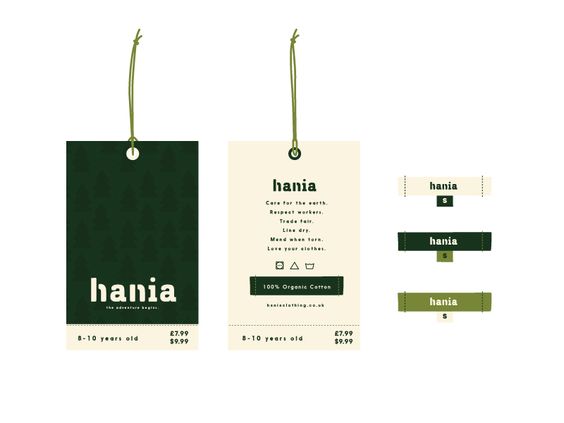 hania
the adventure begins
8-10 years old
£7.99
$9.99
hania
Care for the earth.
Respect workers.
Trade fair.
Line dry.
Mend when torn.
Love your clothes.
100% Organic Cotton
haniaclothing.co.uk
8-10 years old
£7.99
$9.99
hania
S
hania
S
hania
S